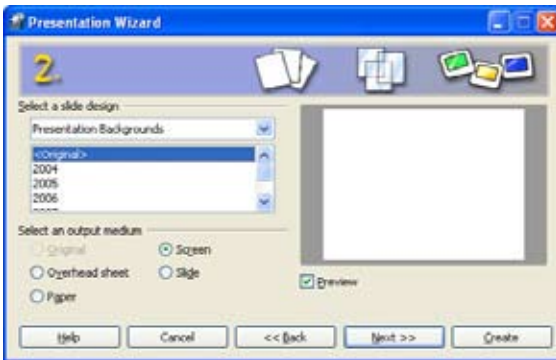 Presentation Wizard
2.
Select a slide design
Presentation Backgrounds
<Original>
2004
2005
2006
Select an output medium
Original
Screen
Overhead sheet
Slide
Paper
Preview
Help
Cancel
<< Back
Next >>
Create